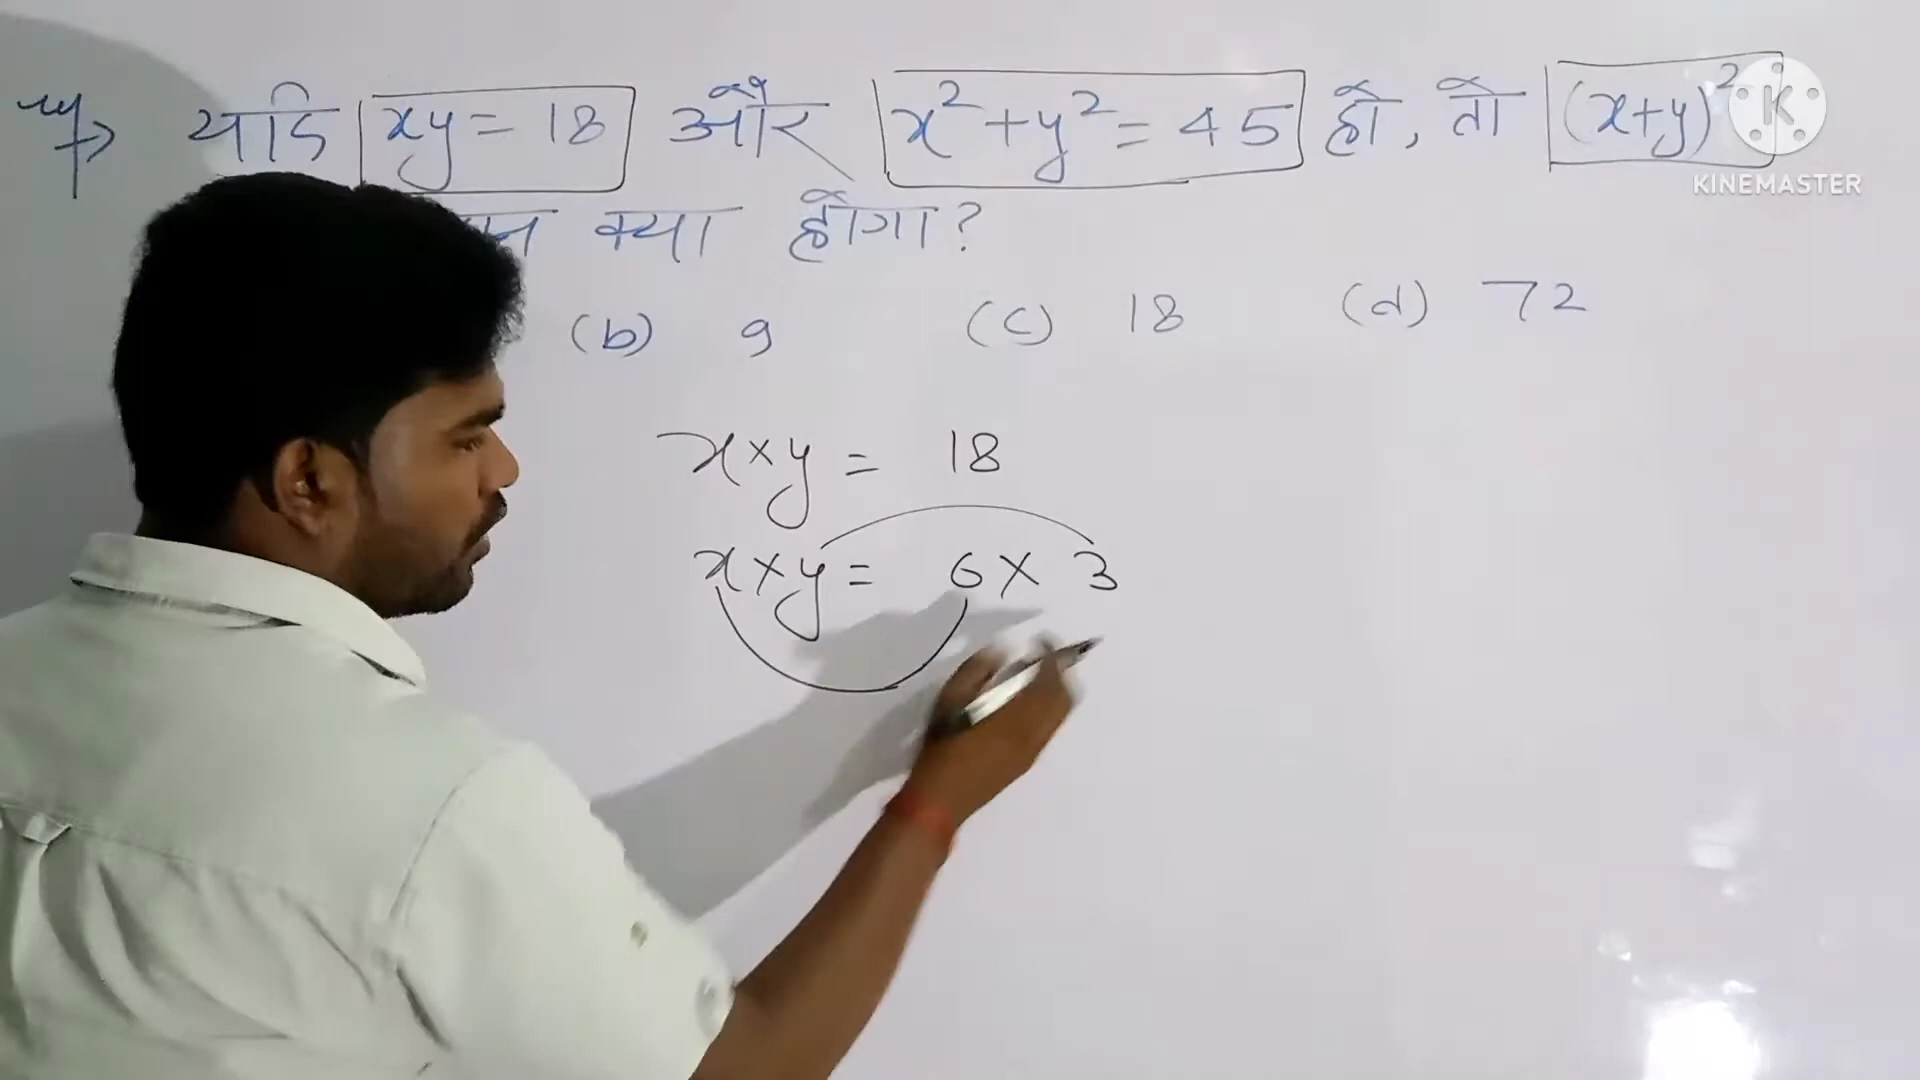 यदि xy = 18 और x² + y² = 45 हो, तो (x+y)²
क्या होगा?
(b) 9 (c) 18 (d) 72
x × y = 18
x × y = 6 × 3
K
KINEMASTER